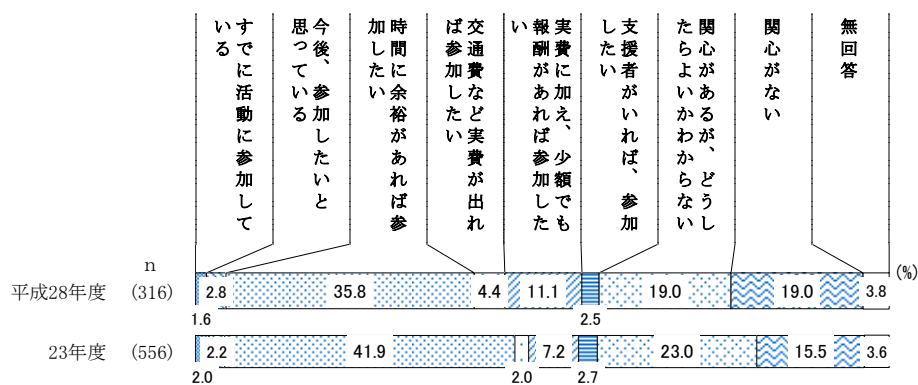 すでに活動に参加して
いる
今後、参加したいと
思っている
時間に余裕があれば参
加したい
交通費など実費が出れ
ば参加したい
実費に加え、少額でも
報酬があれば参加した
い
支援者がいれば、参加
したい
関心があるが、どうし
たらよいかわからない
関心がない
無回答
(%)
n
平成28年度 (316) 2.8 35.8 4.4 11.1 19.0 19.0 3.8
1.6 2.5
23年度 (556) 2.2 41.9 7.2 23.0 15.5 3.6
2.0 2.0 2.7